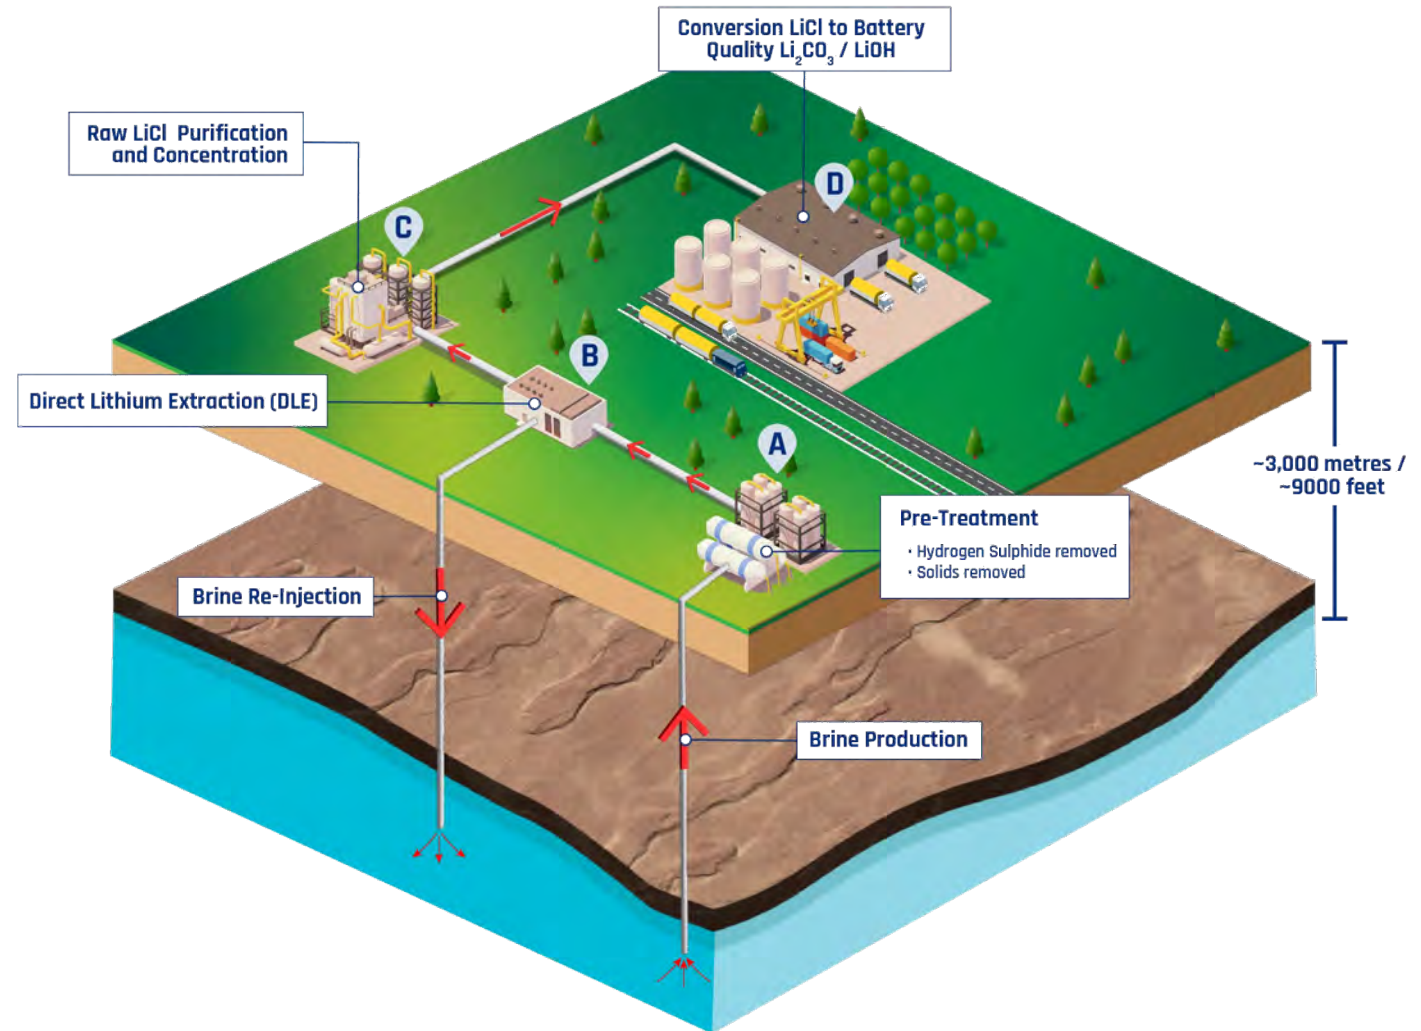 Conversion LiCl to Battery
Quality Li₂CO₃ / LiOH
Raw LiCl Purification
and Concentration
D
C
B
Direct Lithium Extraction (DLE)
A
~3,000 metres /
~9000 feet
Pre-Treatment
· Hydrogen Sulphide removed
· Solids removed
Brine Re-Injection
Brine Production